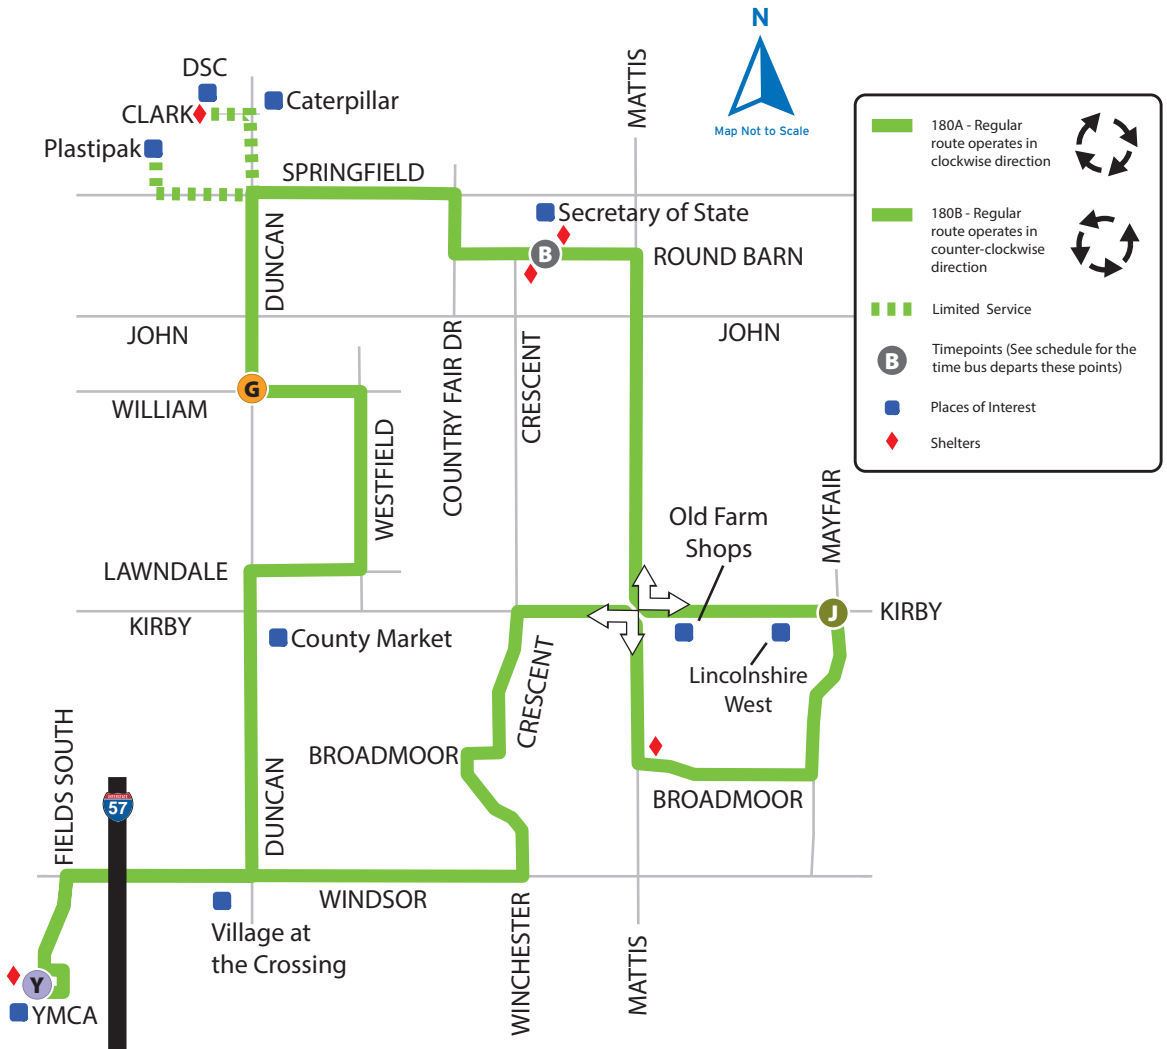 N
Map Not to Scale
DSC
CLARK
Caterpillar
Plastipak
MATTIS
SPRINGFIELD
Secretary of State
B
ROUND BARN
DUNCAN
JOHN
JOHN
COUNTRY FAIR DR
CRESCENT
G
WILLIAM
WESTFIELD
LAWNDALE
Old Farm
Shops
MAYFAIR
KIRBY
J
KIRBY
County Market
Lincolnshire
West
CRESCENT
BROADMOOR
BROADMOOR
FIELDS SOUTH
INTERSTATE
57
DUNCAN
WINDSOR
Village at
the Crossing
WINCHESTER
MATTIS
Y
YMCA
180A - Regular
route operates in
clockwise direction
180B - Regular
route operates in
counter-clockwise
direction
Limited Service
B
Timepoints (See schedule for the
time bus departs these points)
Places of Interest
Shelters